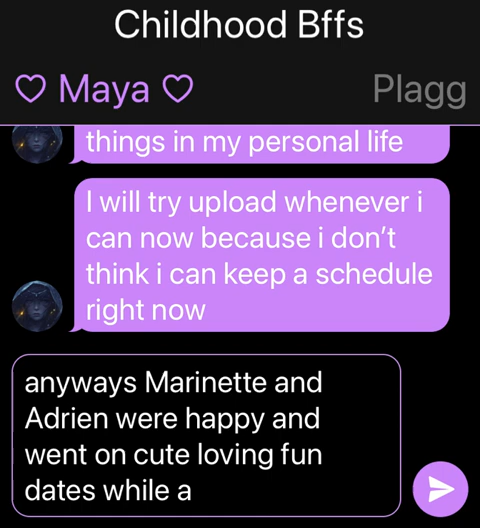 Childhood Bffs
♡ Maya ♡ Plagg
things in my personal life
I will try upload whenever i
can now because i don’t
think i can keep a schedule
right now
anyways Marinette and
Adrien were happy and
went on cute loving fun
dates while a